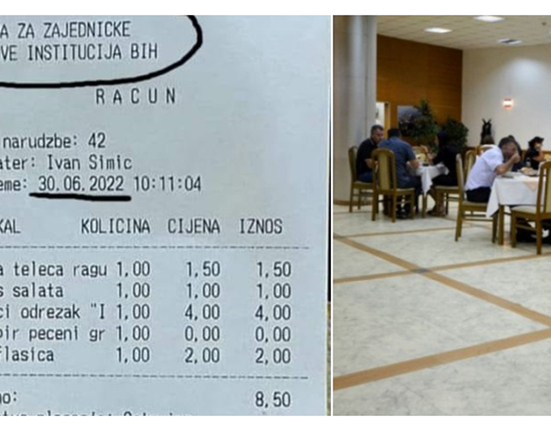 A ZA ZAJEDNICKE
VE INSTITUCIJA BIH
R A C U N
narudzbe: 42
ater: Ivan Simic
eme: 30.06.2022 10:11:04
KAL KOLICINA CIJENA IZNOS
a teleca ragu 1,00 1,50 1,50
s salata 1,00 1,00 1,00
ci odrezak "I 1,00 4,00 4,00
bir peceni gr 1,00 0,00 0,00
flasica 1,00 2,00 2,00
no: 8,50